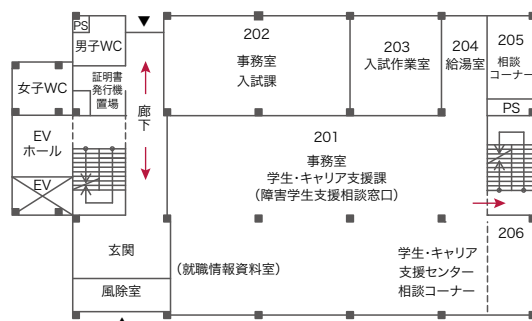 PS
男子WC
女子WC
証明書
発行機
置場
廊
下
EV
ホール
EV
玄関
風除室
202
事務室
入試課
203
入試作業室
204
給湯室
205
相談
コーナー
PS
201
事務室
学生・キャリア支援課
(障害学生支援相談窓口)
(就職情報資料室)
学生・キャリア
支援センター
相談コーナー
206